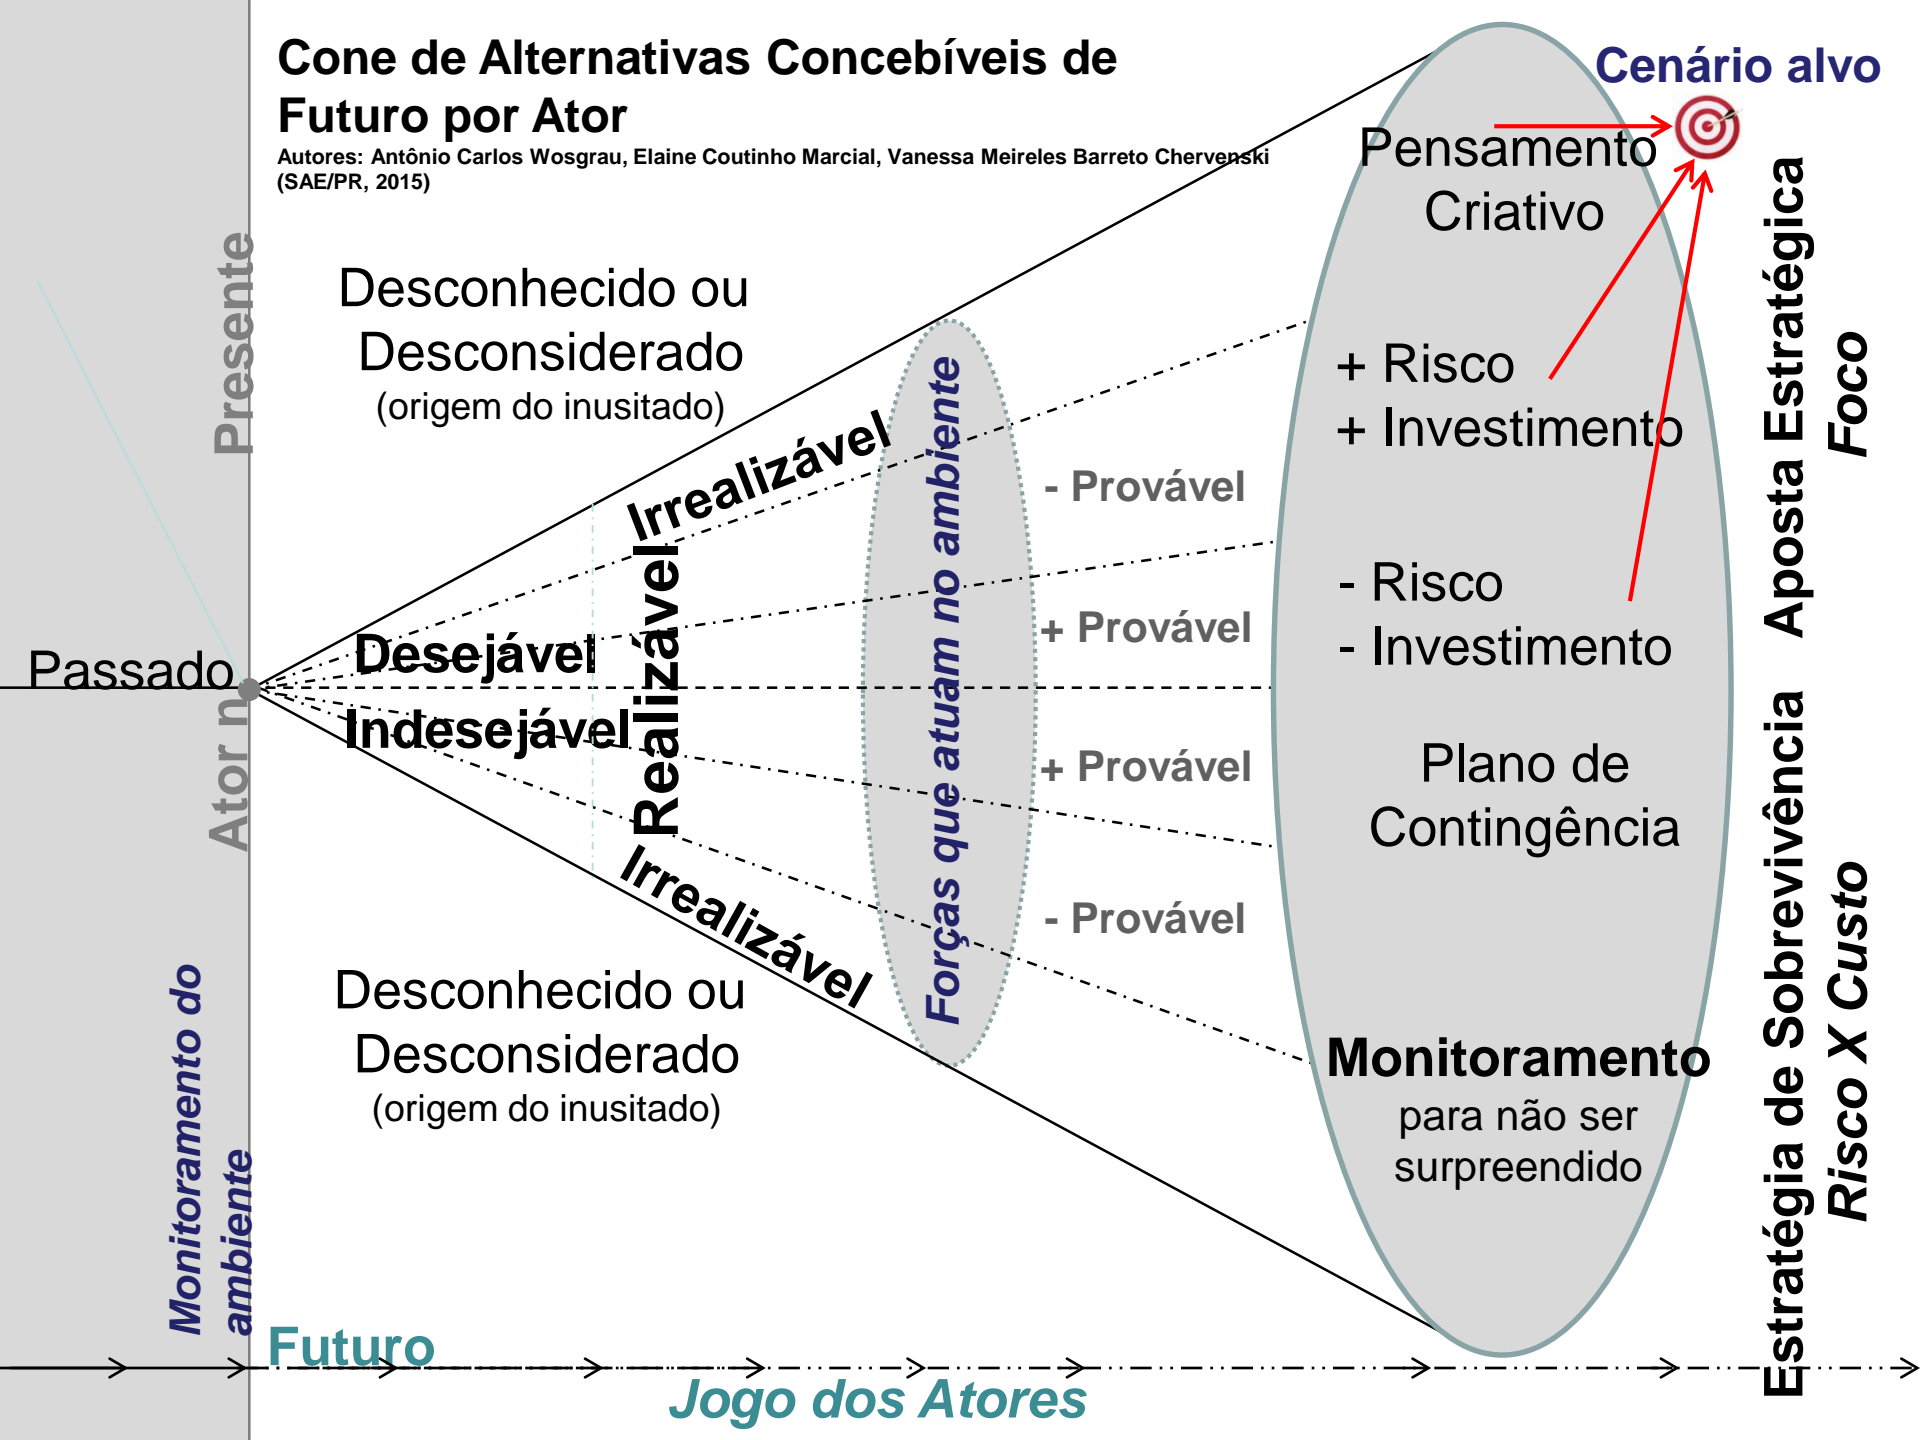 Cone de Alternativas Concebíveis de
Futuro por Ator
Autores: Antônio Carlos Wosgrau, Elaine Coutinho Marcial, Vanessa Meireles Barreto Chervenski
(SAE/PR, 2015)
Cenário alvo
Pensamento
Criativo
Desconhecido ou
Desconsiderado
(origem do inusitado)
Presente
Irrealizável
Realizável
Forças que atuam no ambiente
- Provável
+ Risco
+ Investimento
Aposta Estratégica
Foco
Desejável
+ Provável
- Risco
- Investimento
Passado
Ator n
Indesejável
+ Provável
Plano de
Contingência
Irrealizável
- Provável
Estratégia de Sobrevivência
Risco X Custo
Desconhecido ou
Desconsiderado
(origem do inusitado)
Monitoramento
para não ser
surpreendido
Monitoramento do
ambiente
Futuro
Jogo dos Atores